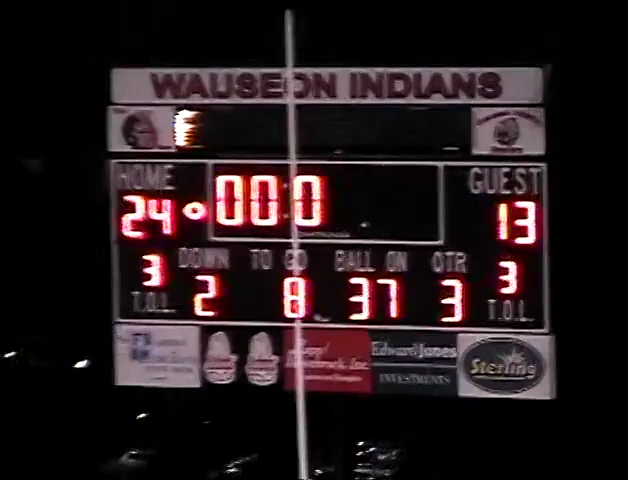 WAUSEON INDIANS
HOME 00:0 GUEST
24 13
DOWN TO GO BALL ON QTR
3 2 8 37 3 3
T.O.L. T.O.L.
Edward Jones
INVESTMENTS
Sterling